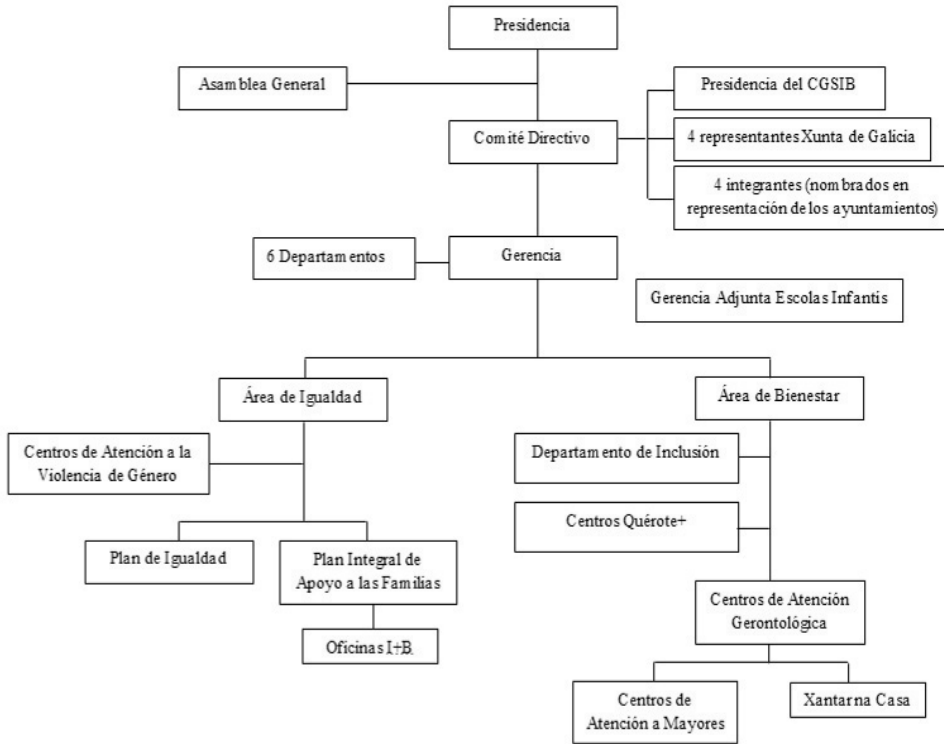 Presidencia
Asamblea General
Presidencia del CGSIB
Comité Directivo
4 representantes Xunta de Galicia
4 integrantes (nombrados en
representación de los ayuntamientos)
6 Departamentos
Gerencia
Gerencia Adjunta Escolas Infantis
Área de Igualdad
Área de Bienestar
Centros de Atención a la
Violencia de Género
Departamento de Inclusión
Centros Quérote+
Plan de Igualdad
Plan Integral de
Apoyo a las Familias
Oficinas I+B.
Centros de Atención
Gerontológica
Centros de
Atención a Mayores
Xantar na Casa